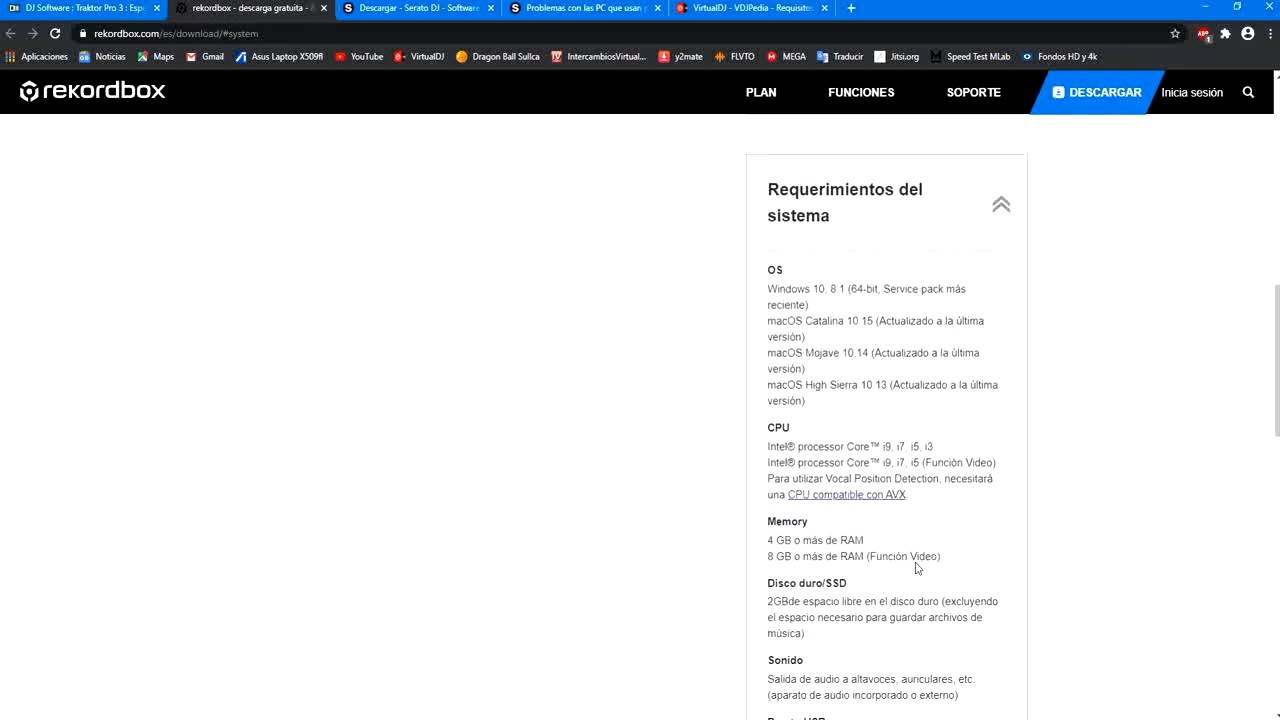 DJ Software : Traktor Pro 3 : Esp
rekordbox - descarga gratuita -
Descargar - Serato DJ - Software
Problemas con las PC que usan p
VirtualDJ - VDJPedia - Requisitos
rekordbox.com/es/download/#system
Aplicaciones
Noticias
Maps
Gmail
Asus Laptop X509fl
YouTube
VirtualDJ
Dragon Ball Sullca
IntercambiosVirtual...
y2mate
FLVTO
MEGA
Traducir
Jitsi.org
Speed Test MLab
Fondos HD y 4k
rekordbox
PLAN
FUNCIONES
SOPORTE
DESCARGAR
Inicia sesión
Requerimientos del
sistema
OS
Windows 10, 8.1 (64-bit, Service pack más
reciente)
macOS Catalina 10.15 (Actualizado a la última
versión)
macOS Mojave 10.14 (Actualizado a la última
versión)
macOS High Sierra 10.13 (Actualizado a la última
versión)
CPU
Intel® processor Core™ i9, i7, i5, i3
Intel® processor Core™ i9, i7, i5 (Función Video)
Para utilizar Vocal Position Detection, necesitará
una CPU compatible con AVX.
Memory
4 GB o más de RAM
8 GB o más de RAM (Función Video)
Disco duro/SSD
2GBde espacio libre en el disco duro (excluyendo
el espacio necesario para guardar archivos de
música)
Sonido
Salida de audio a altavoces, auriculares, etc.
(aparato de audio incorporado o externo)